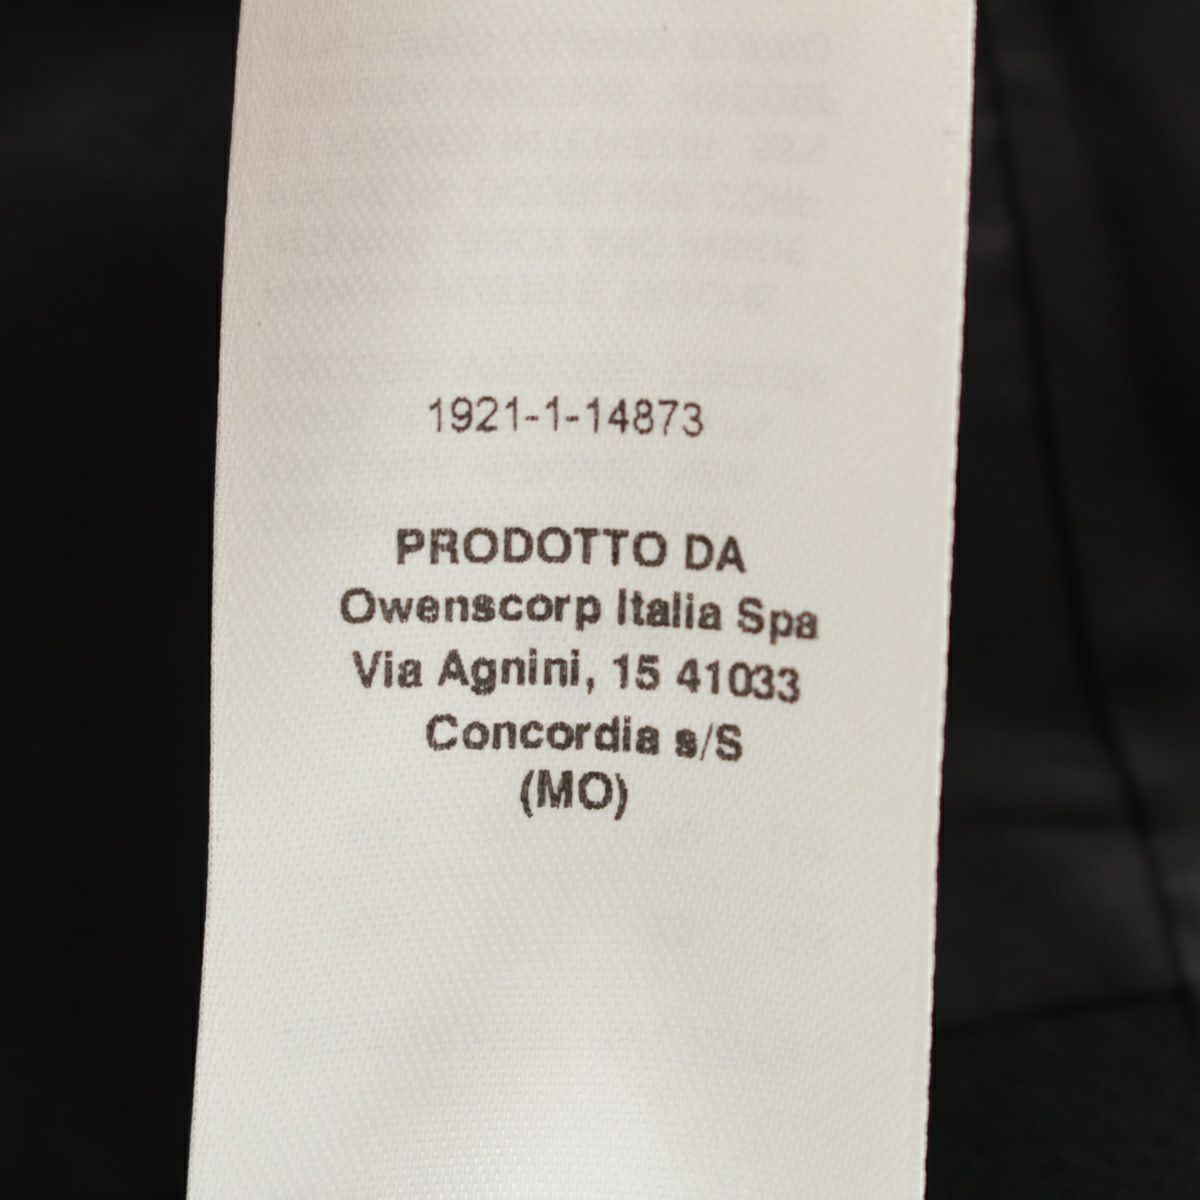 1921-1-14873
PRODOTTO DA
Owenscorp Italia Spa
Via Agnini, 15 41033
Concordia s/S
(MO)